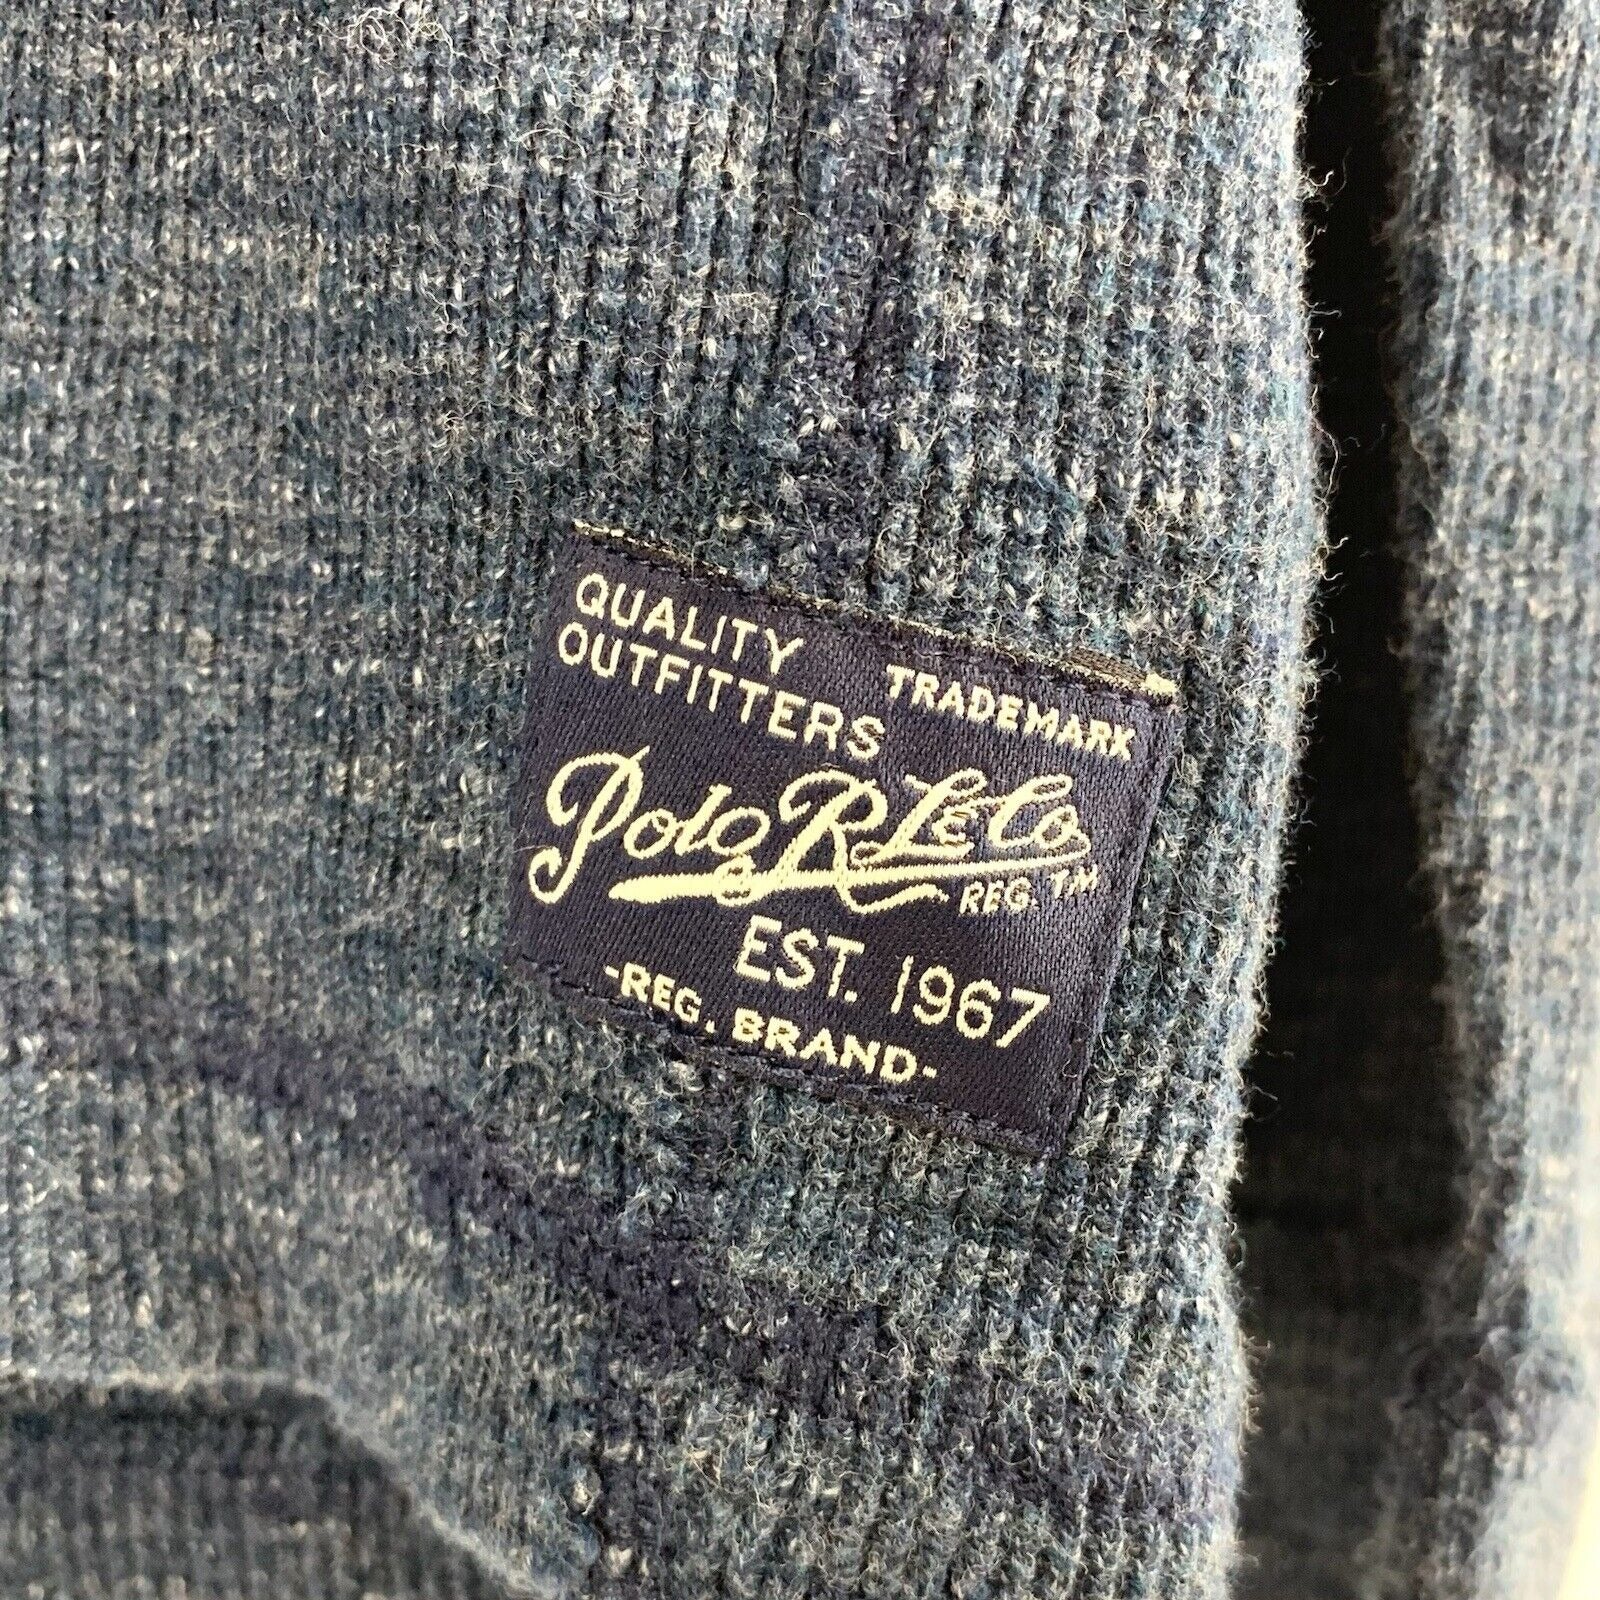 QUALITY
OUTFITTERS
TRADEMARK
Polo R L & Co.
REG. TM
EST. 1967
-REG. BRAND-